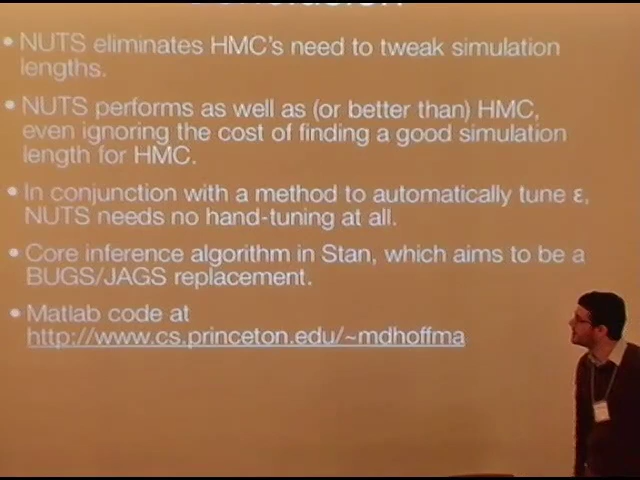 Conclusion
• NUTS eliminates HMC's need to tweak simulation
lengths.
• NUTS performs as well as (or better than) HMC,
even ignoring the cost of finding a good simulation
length for HMC.
• In conjunction with a method to automatically tune ε,
NUTS needs no hand-tuning at all.
• Core inference algorithm in Stan, which aims to be a
BUGS/JAGS replacement.
• Matlab code at
http://www.cs.princeton.edu/~mdhoffma